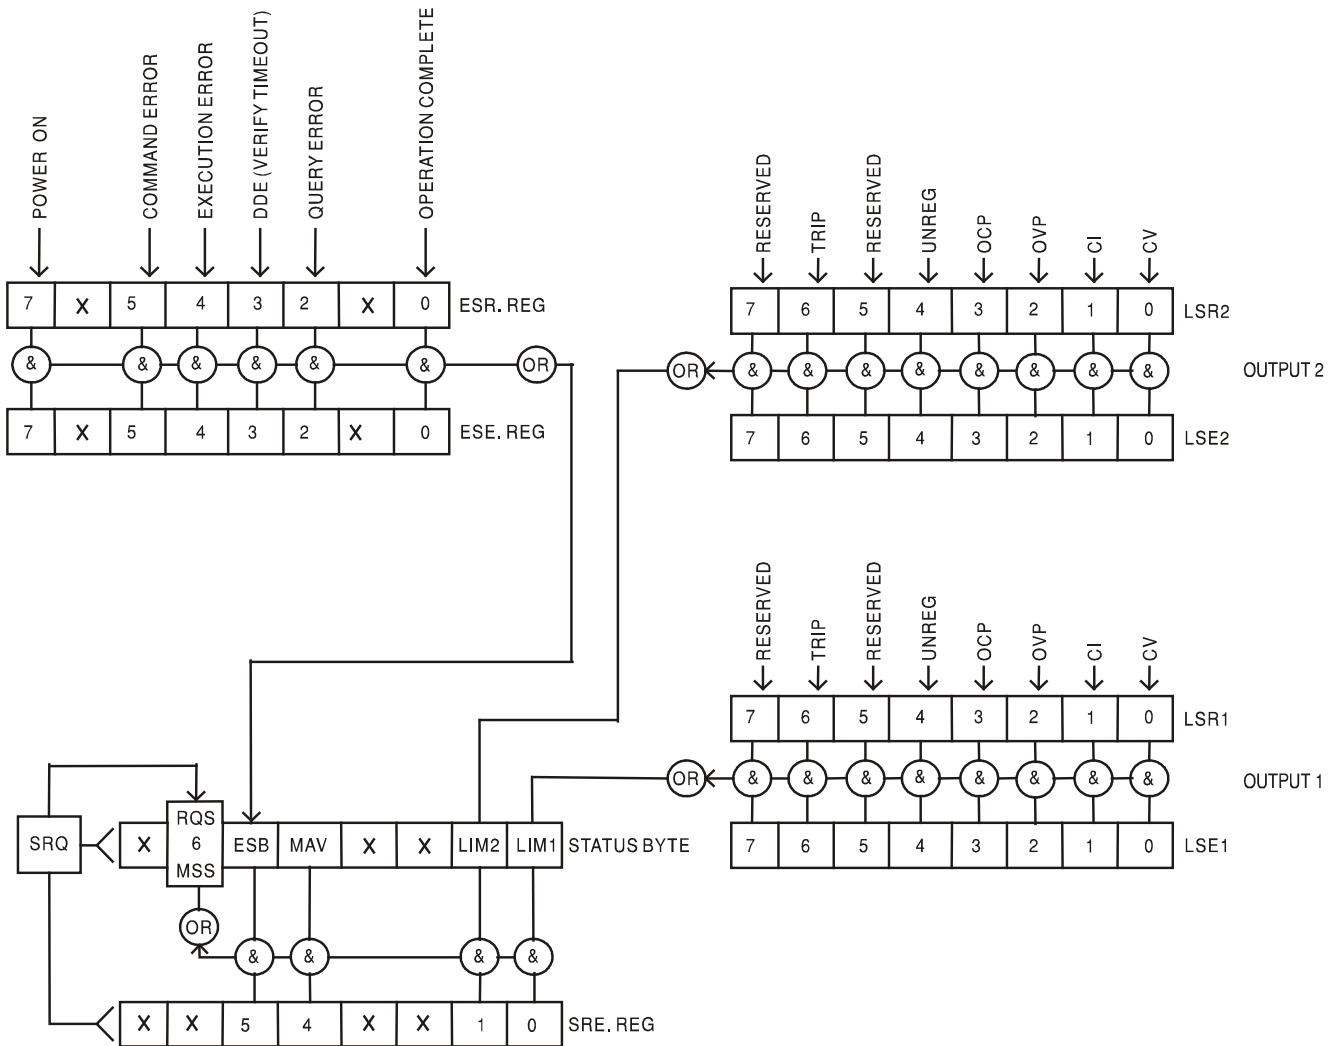 POWER ON
COMMAND ERROR
EXECUTION ERROR
DDE (VERIFY TIMEOUT)
QUERY ERROR
OPERATION COMPLETE
7 X 5 4 3 2 X 0 ESR. REG
& & & & & & OR
7 X 5 4 3 2 X 0 ESE. REG
RESERVED
TRIP
RESERVED
UNREG
OCP
OVP
CI
CV
7 6 5 4 3 2 1 0 LSR2
OR & & & & & & & & OUTPUT 2
7 6 5 4 3 2 1 0 LSE2
RESERVED
TRIP
RESERVED
UNREG
OCP
OVP
CI
CV
7 6 5 4 3 2 1 0 LSR1
OR & & & & & & & & OUTPUT 1
7 6 5 4 3 2 1 0 LSE1
SRQ
X
RQS
6
MSS
ESB MAV X X LIM2 LIM1 STATUS BYTE
OR
& & & &
X X 5 4 X X 1 0 SRE. REG